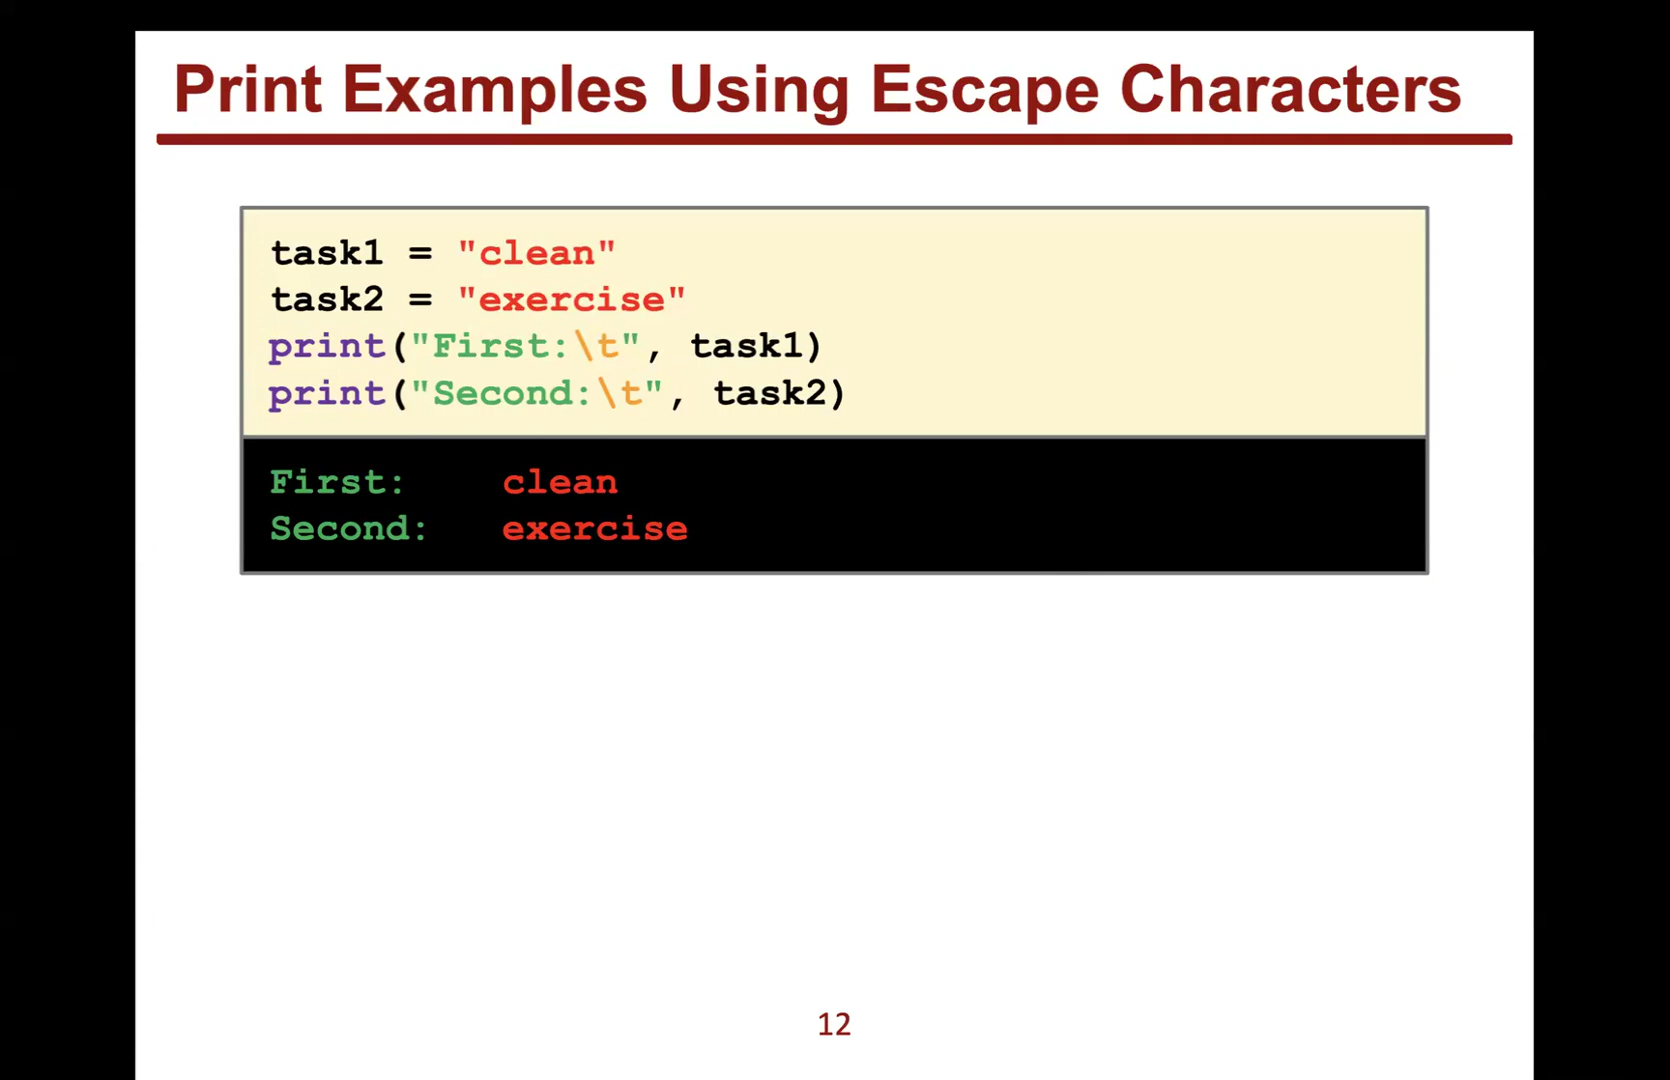 Print Examples Using Escape Characters
task1 = "clean"
task2 = "exercise"
print("First:\t", task1)
print("Second:\t", task2)
First:    clean
Second:   exercise
12